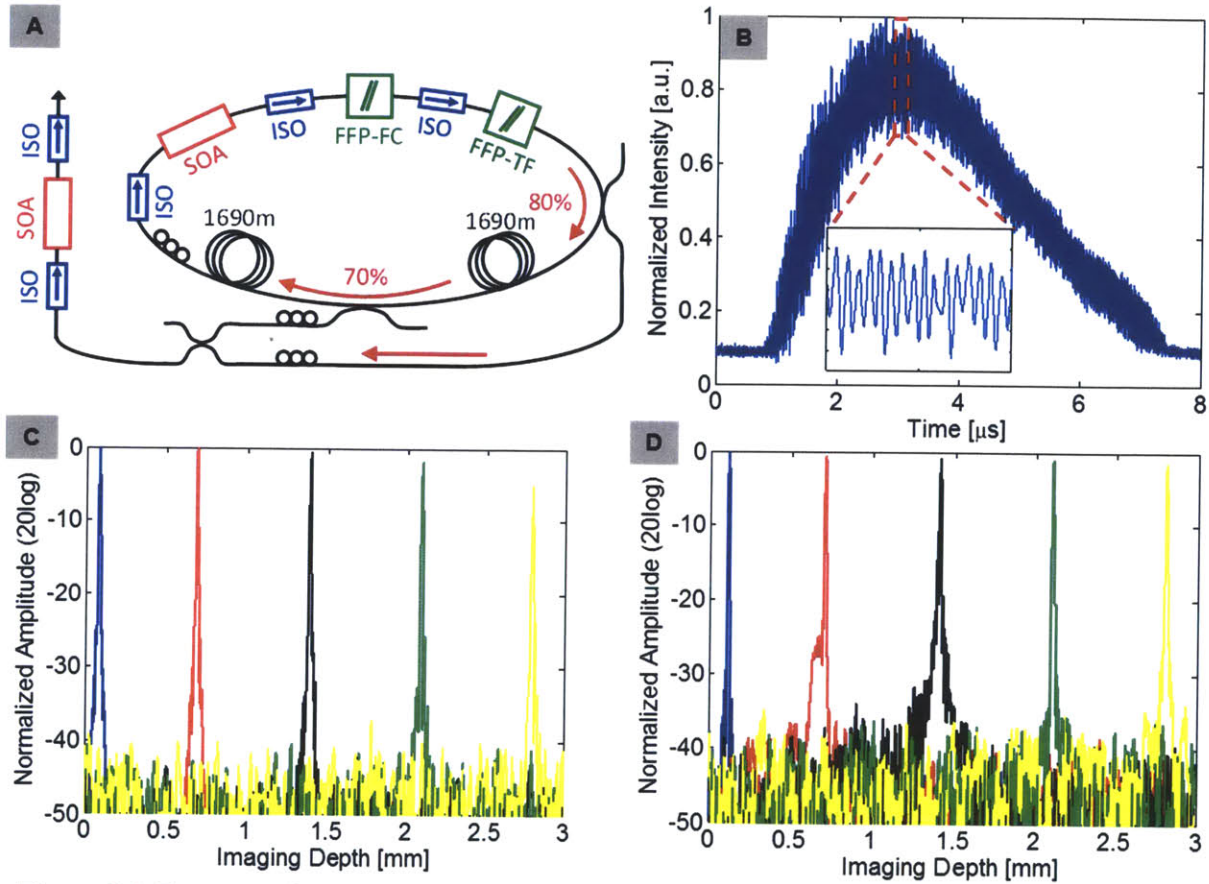 A
ISO
SOA
ISO
ISO
SOA
ISO
FFP-FC
ISO
FFP-TF
80%
1690m
1690m
70%
B
Normalized Intensity [a.u.]
1
0.8
0.6
0.4
0.2
0
0
2
4
6
8
Time [μs]
C
Normalized Amplitude (20log)
0
-10
-20
-30
-40
-50
0
0.5
1
1.5
2
2.5
3
Imaging Depth [mm]
D
Normalized Amplitude (20log)
0
-10
-20
-30
-40
-50
0
0.5
1
1.5
2
2.5
3
Imaging Depth [mm]